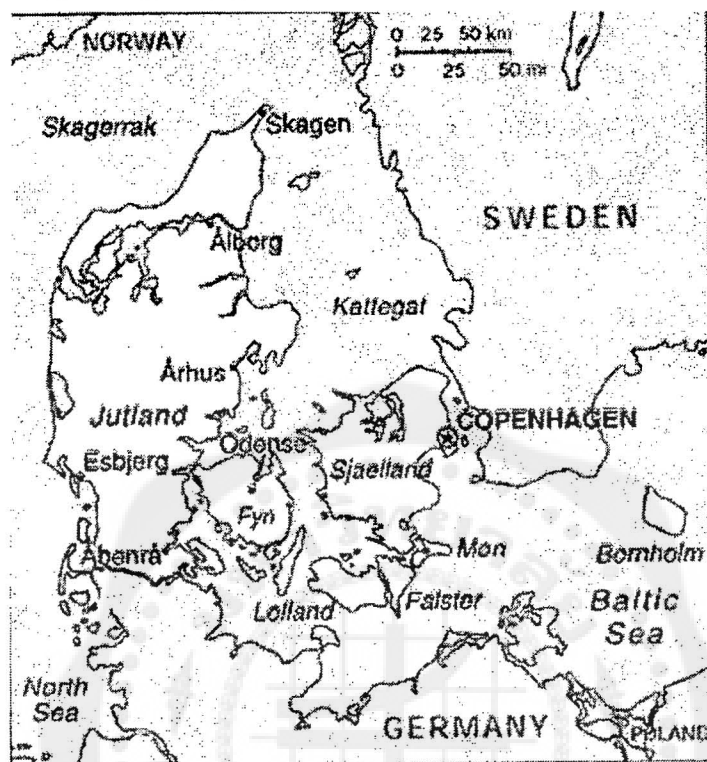 NORWAY
0 25 50 km
0 25 50 mi
Skagerrak
Skagen
SWEDEN
Ålborg
Kattegat
Århus
Jutland
COPENHAGEN
Odense
Esbjerg
Sjaelland
Fyn
Åbenrå
Møn
Bornholm
Lolland
Falster
Baltic
Sea
North
Sea
GERMANY
POLAND